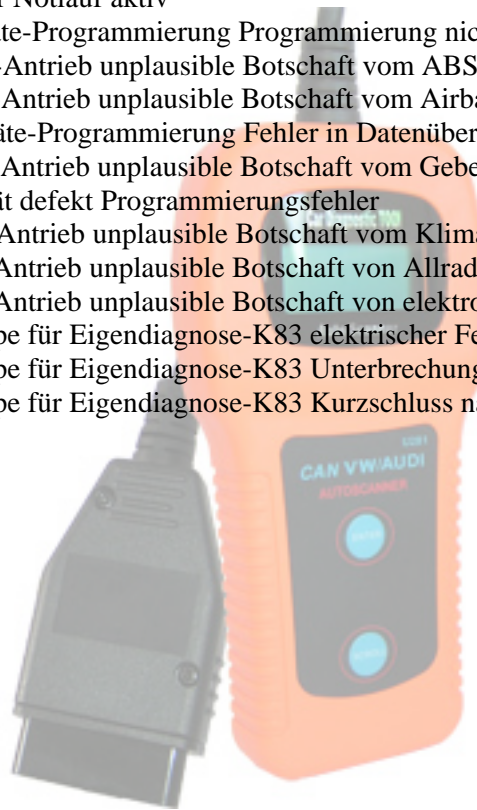 Notlauf aktiv
te-Programmierung Programmierung nic
-Antrieb unplausible Botschaft vom ABS
Antrieb unplausible Botschaft vom Airba
äte-Programmierung Fehler in Datenüber
Antrieb unplausible Botschaft vom Gebe
ät defekt Programmierungsfehler
Antrieb unplausible Botschaft vom Klima
Antrieb unplausible Botschaft von Allrad
Antrieb unplausible Botschaft von elektro
be für Eigendiagnose-K83 elektrischer Fe
be für Eigendiagnose-K83 Unterbrechung
be für Eigendiagnose-K83 Kurzschluss na
CAN VW/AUDI
AUTOSCANNER